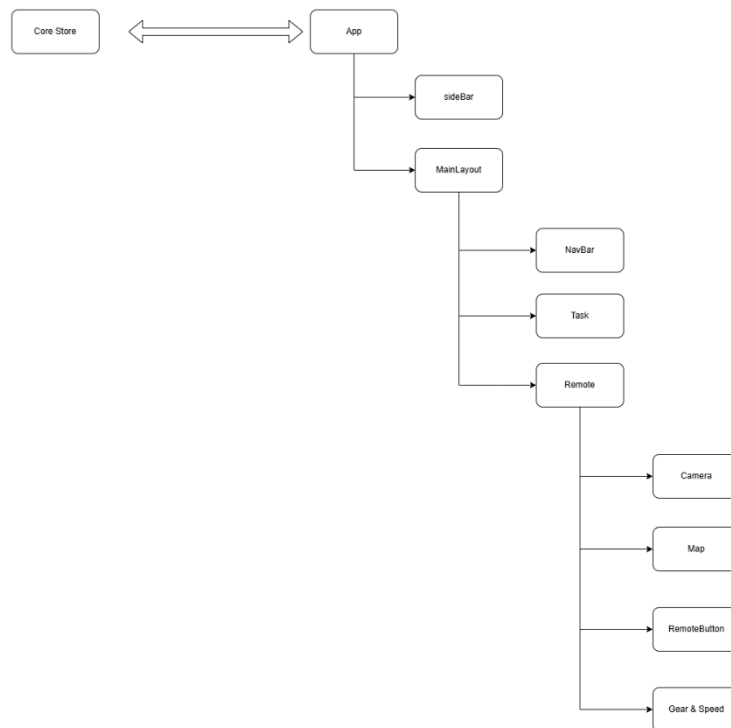 Core Store
App
sideBar
MainLayout
NavBar
Task
Remote
Camera
Map
RemoteButton
Gear & Speed